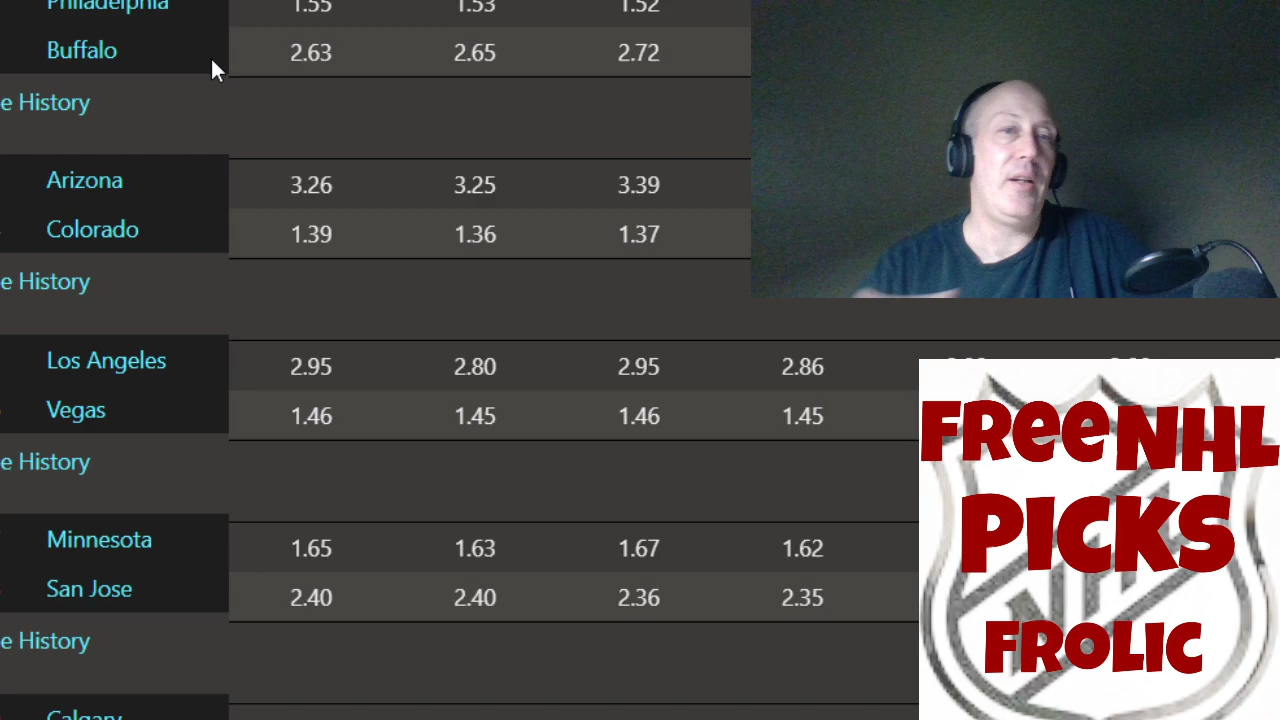 Philadelphia 1.55 1.53 1.52
Buffalo 2.63 2.65 2.72
e History
Arizona 3.26 3.25 3.39
Colorado 1.39 1.36 1.37
e History
Los Angeles 2.95 2.80 2.95 2.86
Vegas 1.46 1.45 1.46 1.45
e History
Minnesota 1.65 1.63 1.67 1.62
San Jose 2.40 2.40 2.36 2.35
e History
Calgary
FRee NHL
PICKS
FROLIC
NHL